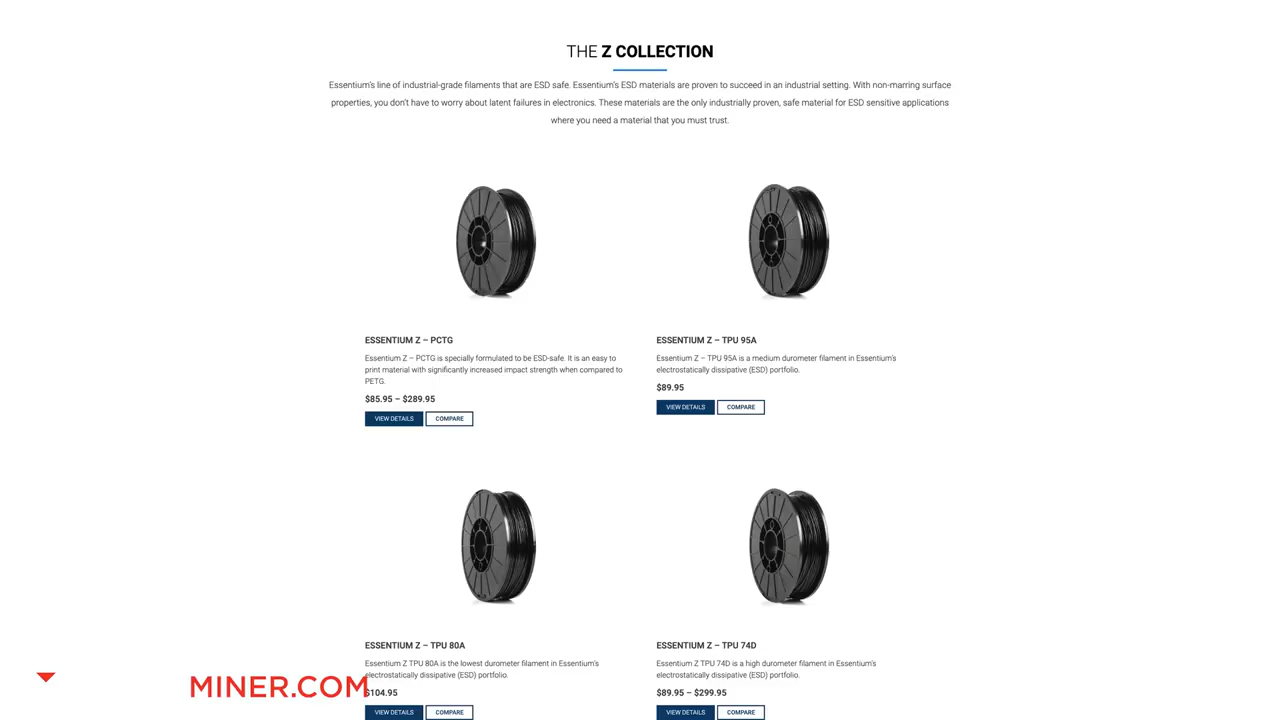 THE Z COLLECTION
Essentium's line of industrial-grade filaments that are ESD safe. Essentium's ESD materials are proven to succeed in an industrial setting. With non-marring surface
properties, you don't have to worry about latent failures in electronics. These materials are the only industrially proven, safe material for ESD sensitive applications
where you need a material that you must trust.
ESSENTIUM Z – PCTG
Essentium Z – PCTG is specially formulated to be ESD-safe. It is an easy to
print material with significantly increased impact strength when compared to
PETG.
$85.95 – $289.95
VIEW DETAILS COMPARE
ESSENTIUM Z – TPU 95A
Essentium Z – TPU 95A is a medium durometer filament in Essentium's
electrostatically dissipative (ESD) portfolio.
$89.95
VIEW DETAILS COMPARE
ESSENTIUM Z – TPU 80A
Essentium Z TPU 80A is the lowest durometer filament in Essentium's
electrostatically dissipative (ESD) portfolio.
$104.95
VIEW DETAILS COMPARE
ESSENTIUM Z – TPU 74D
Essentium Z TPU 74D is a high durometer filament in Essentium's
electrostatically dissipative (ESD) portfolio.
$89.95 – $299.95
VIEW DETAILS COMPARE
MINER.COM